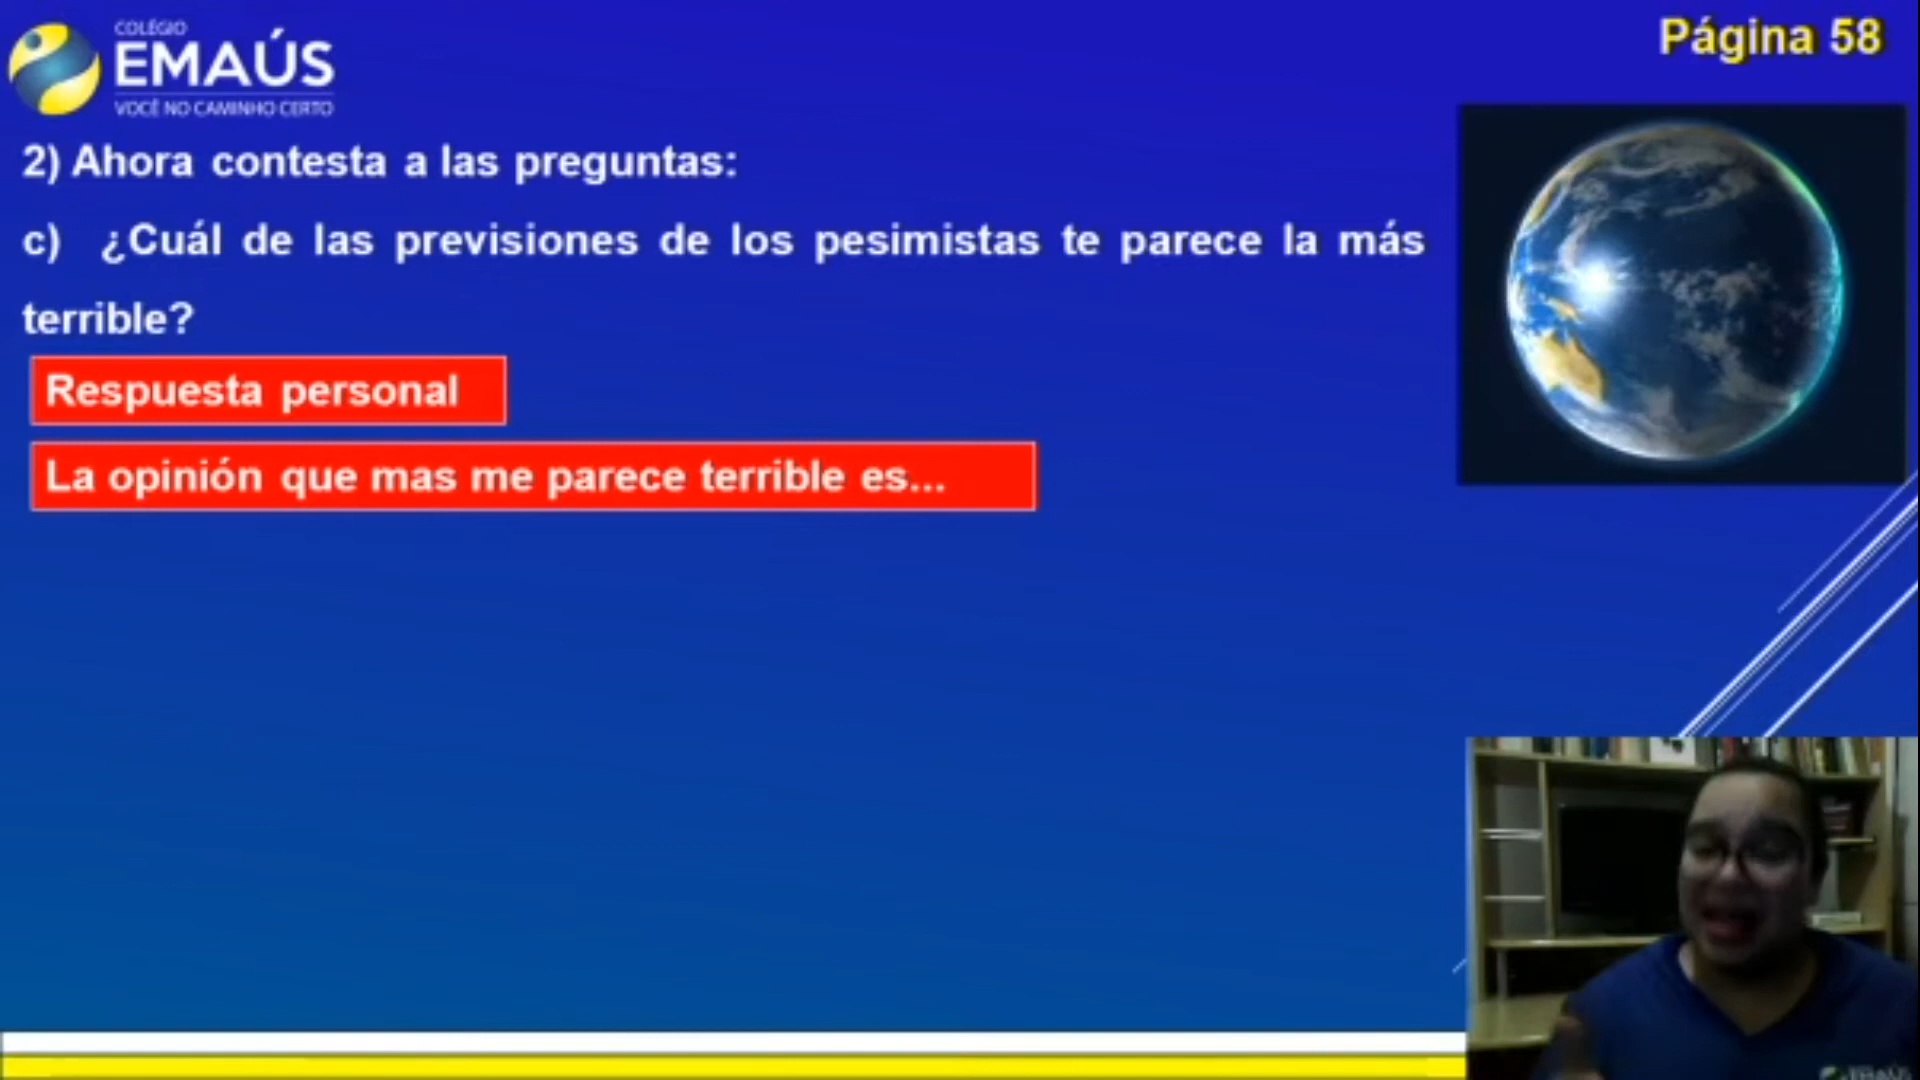 COLÉGIO
EMAÚS
VOCÊ NO CAMINHO CERTO
Página 58
2) Ahora contesta a las preguntas:
c) ¿Cuál de las previsiones de los pesimistas te parece la más
terrible?
Respuesta personal
La opinión que mas me parece terrible es...
EMAÚS